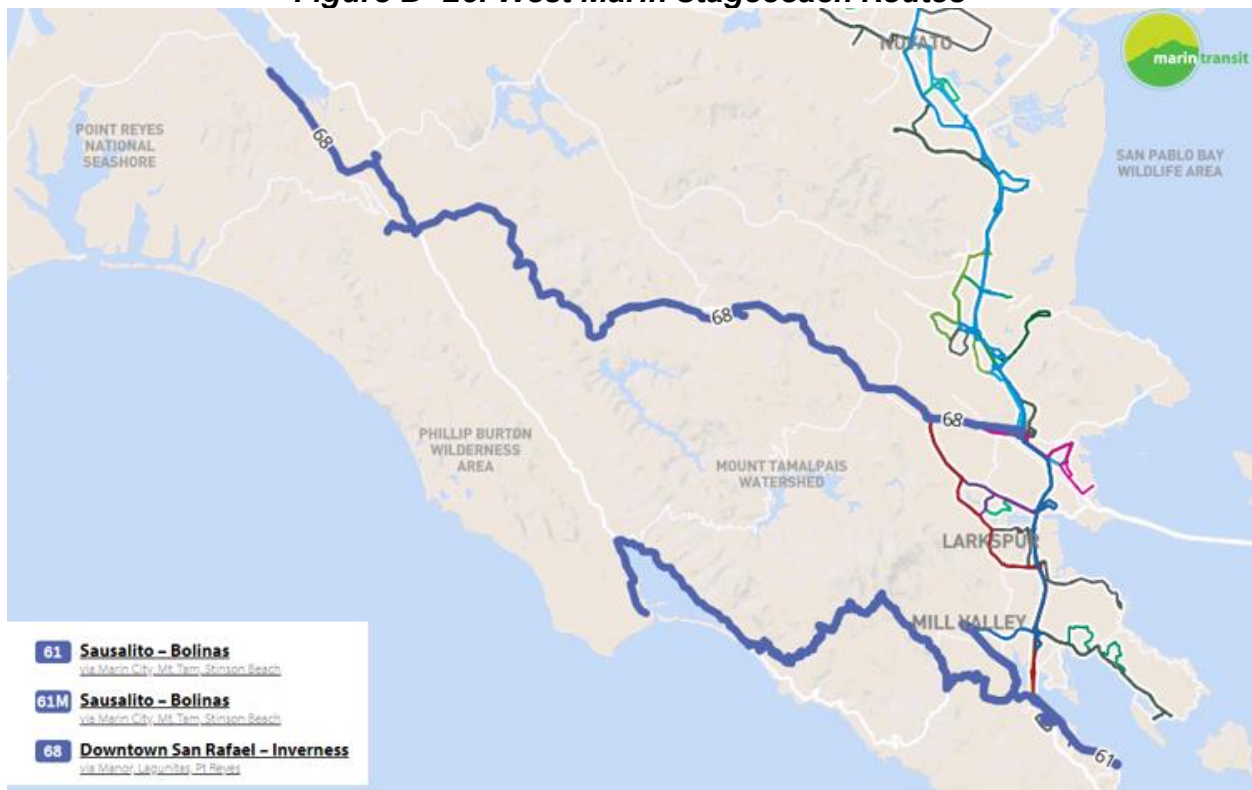 Figure B- 20: West Marin Stagecoach Routes
NOVATO
marin transit
POINT REYES
NATIONAL
SEASHORE
68
SAN PABLO BAY
WILDLIFE AREA
68
68
PHILLIP BURTON
WILDERNESS
AREA
MOUNT TAMALPAIS
WATERSHED
LARKSPUR
MILL VALLEY
61 Sausalito – Bolinas
via Marin City, Mt. Tam, Stinson Beach
61M Sausalito – Bolinas
via Marin City, Mt. Tam, Stinson Beach
68 Downtown San Rafael – Inverness
via Manor, Lagunitas, Pt Reyes
61